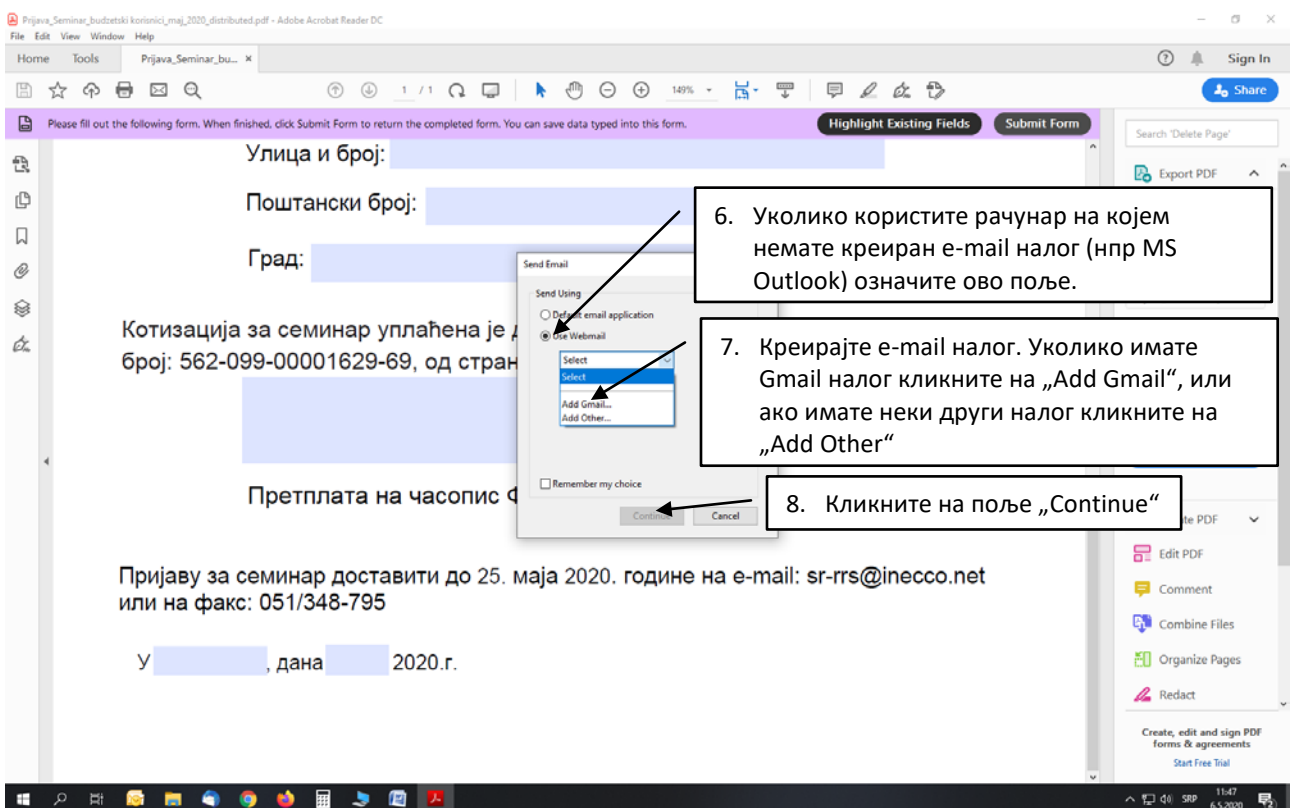 Prijava_Seminar_budzetski korisnici_maj_2020_distributed.pdf - Adobe Acrobat Reader DC
File Edit View Window Help
Home Tools Prijava_Seminar_bu... ×
Sign In
1 / 1
149%
Share
Please fill out the following form. When finished, click Submit Form to return the completed form. You can save data typed into this form.
Highlight Existing Fields
Submit Form
Search 'Delete Page'
Export PDF
Улица и број:
Поштански број:
Град:
6. Уколико користите рачунар на којем
немате креиран e-mail налог (нпр MS
Outlook) означите ово поље.
Send Email
Send Using
Default email application
Use Webmail
Select
Select
Add Gmail...
Add Other...
Remember my choice
Continue
Cancel
7. Креирајте e-mail налог. Уколико имате
Gmail налог кликните на „Add Gmail“, или
ако имате неки други налог кликните на
„Add Other“
8. Кликните на поље „Continue“
Котизација за семинар уплаћена је
број: 562-099-00001629-69, од стран
Претплата на часопис
Пријаву за семинар доставити до 25. маја 2020. године на e-mail: sr-rrs@inecco.net
или на факс: 051/348-795
У , дана 2020.г.
PDF
Edit PDF
Comment
Combine Files
Organize Pages
Redact
Create, edit and sign PDF
forms & agreements
Start Free Trial
SRP
11:47
6.5.2020